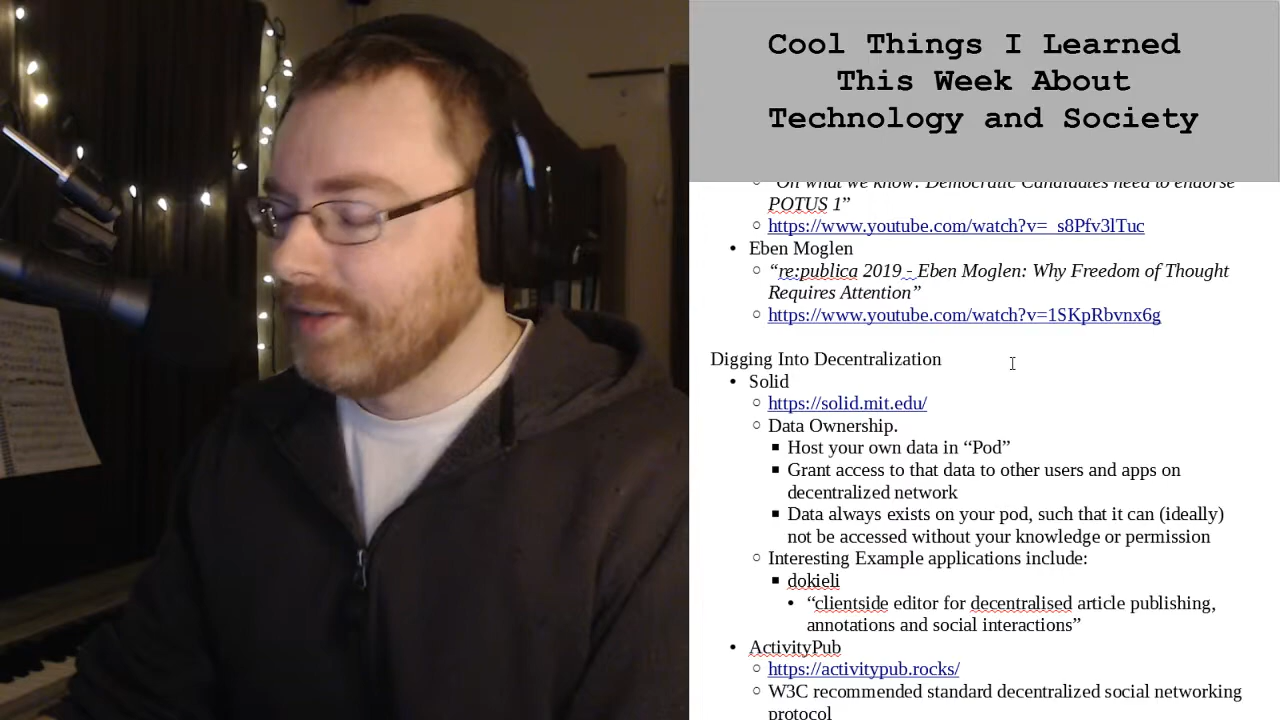 Cool Things I Learned
This Week About
Technology and Society
“On what we know: Democratic Candidates need to endorse
POTUS 1”
https://www.youtube.com/watch?v=_s8Pfv3lTuc
Eben Moglen
“re:publica 2019 - Eben Moglen: Why Freedom of Thought
Requires Attention”
https://www.youtube.com/watch?v=1SKpRbvnx6g
Digging Into Decentralization
Solid
https://solid.mit.edu/
Data Ownership.
Host your own data in “Pod”
Grant access to that data to other users and apps on
decentralized network
Data always exists on your pod, such that it can (ideally)
not be accessed without your knowledge or permission
Interesting Example applications include:
dokieli
“clientside editor for decentralised article publishing,
annotations and social interactions”
ActivityPub
https://activitypub.rocks/
W3C recommended standard decentralized social networking
protocol